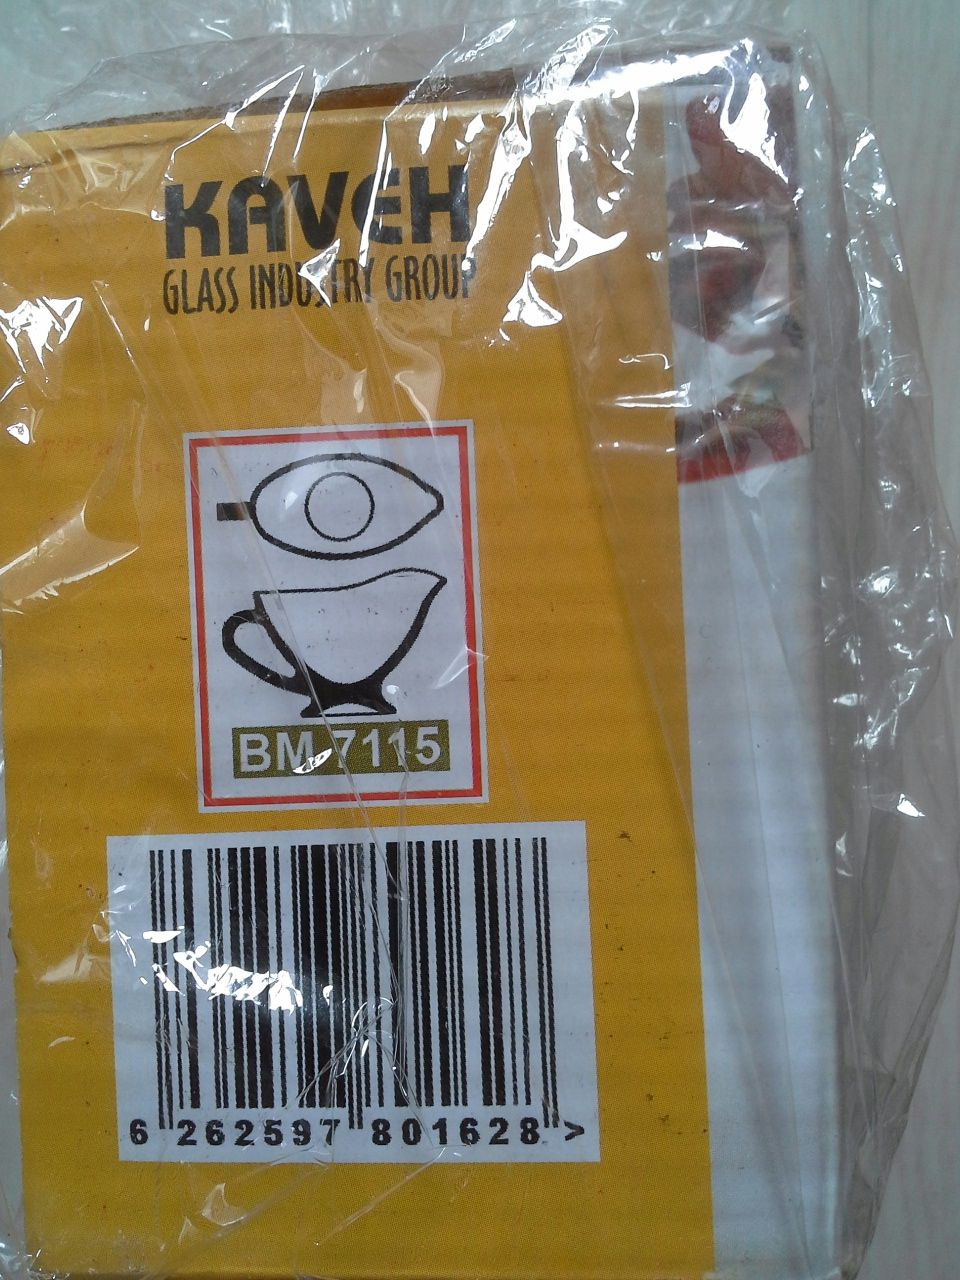 KAVEH
GLASS INDUSTRY GROUP
BM 7115
6 262597 801628 >